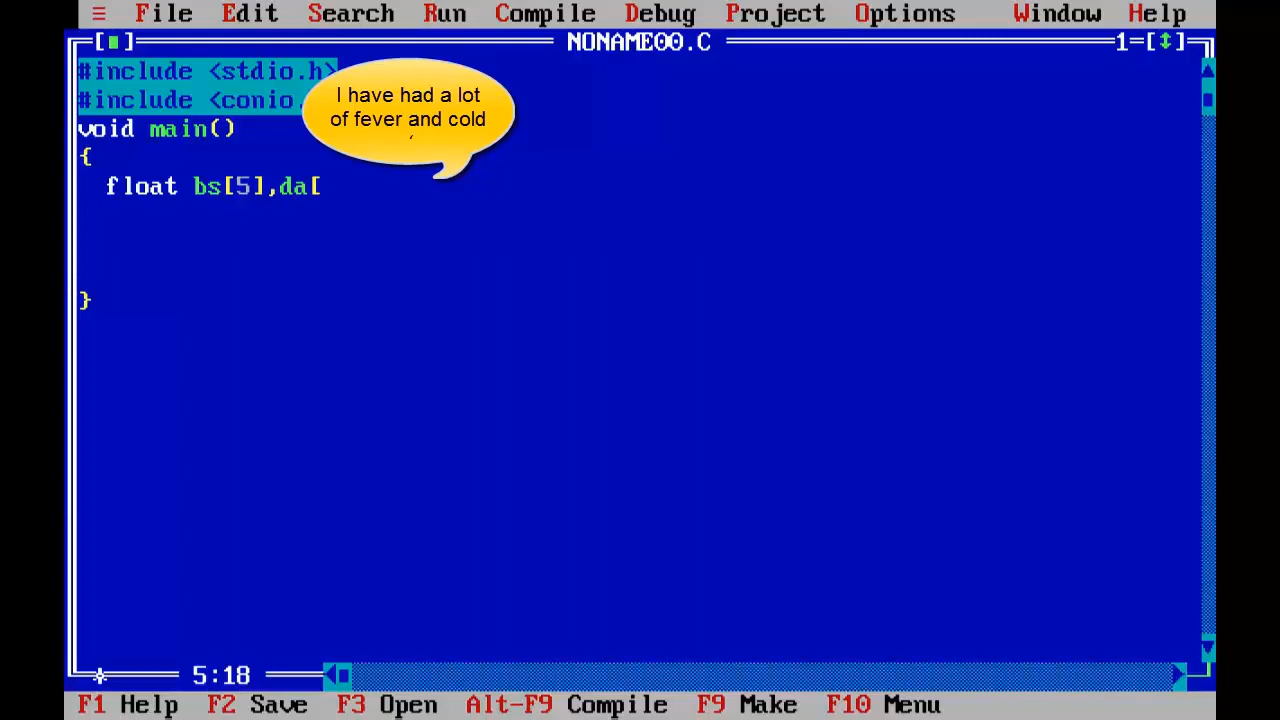 ≡ File Edit Search Run Compile Debug Project Options Window Help
[■] NONAME00.C 1=[↕]
#include <stdio.h>
#include <conio.
void main()
{
float bs[5],da[
}
I have had a lot
of fever and cold
,
5:18
F1 Help F2 Save F3 Open Alt-F9 Compile F9 Make F10 Menu